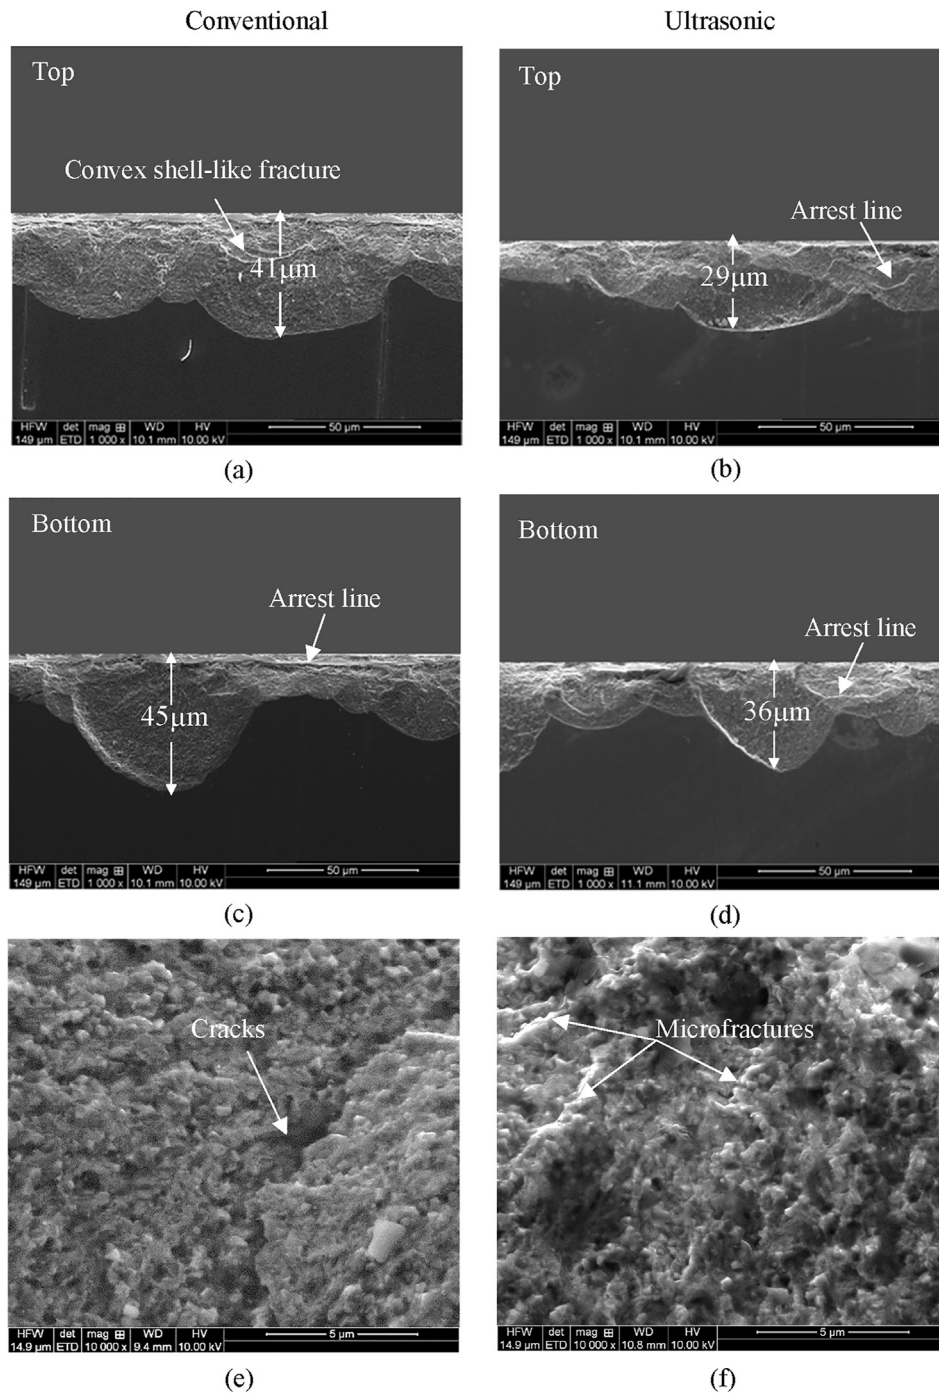 Conventional
Ultrasonic
Top
Convex shell-like fracture
41μm
HFW det mag ⊞ WD HV
149 µm ETD 1 000 x 10.1 mm 10.00 kV 50 µm
(a)
Top
Arrest line
29μm
HFW det mag ⊞ WD HV
149 µm ETD 1 000 x 10.1 mm 10.00 kV 50 µm
(b)
Bottom
Arrest line
45μm
HFW det mag ⊞ WD HV
149 µm ETD 1 000 x 10.1 mm 10.00 kV 50 µm
(c)
Bottom
Arrest line
36μm
HFW det mag ⊞ WD HV
149 µm ETD 1 000 x 11.1 mm 10.00 kV 50 µm
(d)
Cracks
HFW det mag ⊞ WD HV
14.9 µm ETD 10 000 x 9.4 mm 10.00 kV 5 µm
(e)
Microfractures
HFW det mag ⊞ WD HV
14.9 µm ETD 10 000 x 10.8 mm 10.00 kV 5 µm
(f)